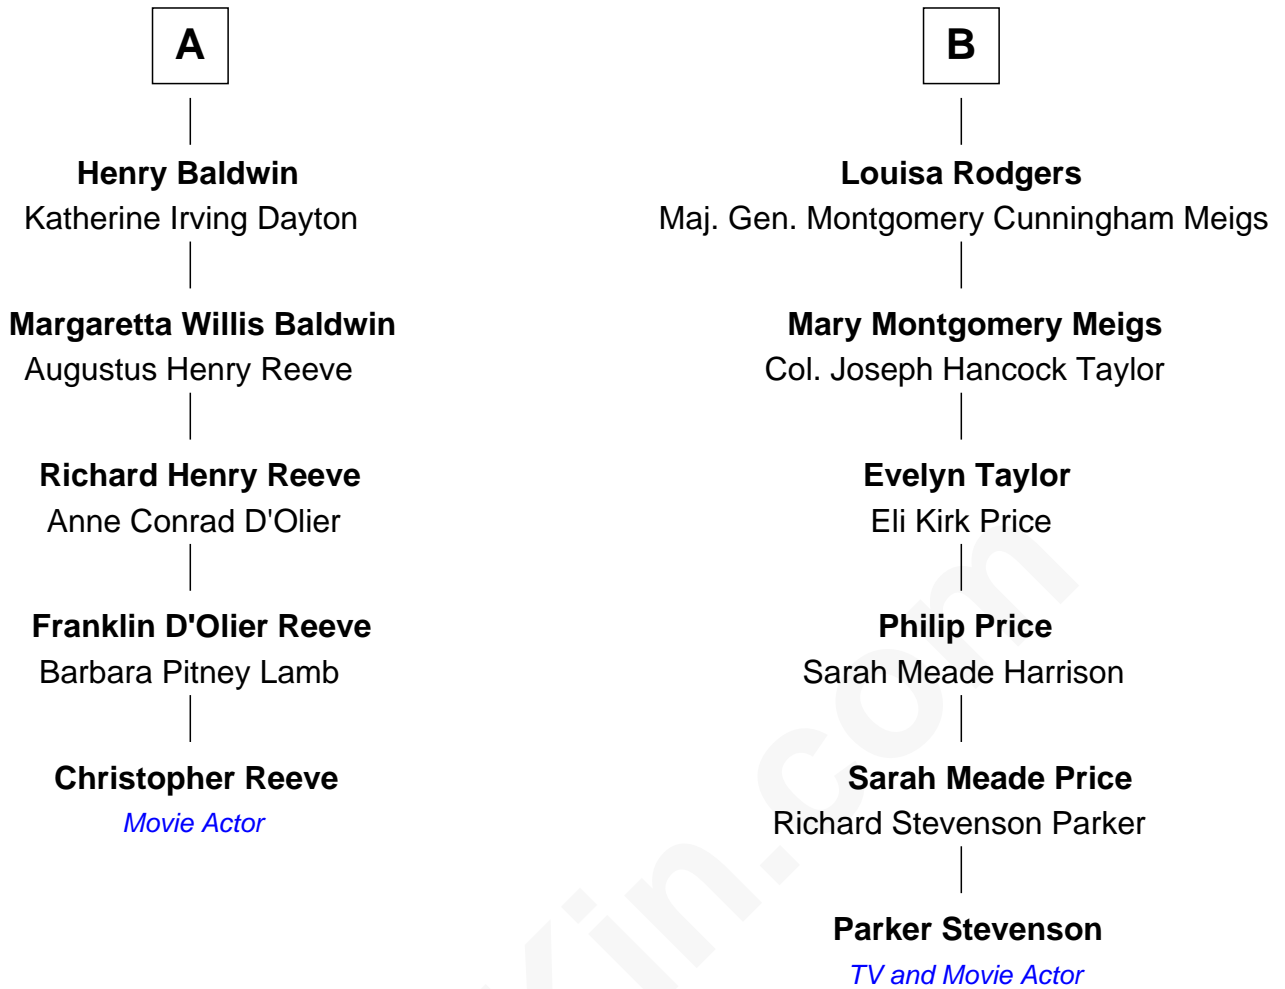 A
Henry Baldwin
Katherine Irving Dayton
Margaretta Willis Baldwin
Augustus Henry Reeve
Richard Henry Reeve
Anne Conrad D'Olier
Franklin D'Olier Reeve
Barbara Pitney Lamb
Christopher Reeve
Movie Actor
B
Louisa Rodgers
Maj. Gen. Montgomery Cunningham Meigs
Mary Montgomery Meigs
Col. Joseph Hancock Taylor
Evelyn Taylor
Eli Kirk Price
Philip Price
Sarah Meade Harrison
Sarah Meade Price
Richard Stevenson Parker
Parker Stevenson
TV and Movie Actor
Kin.com